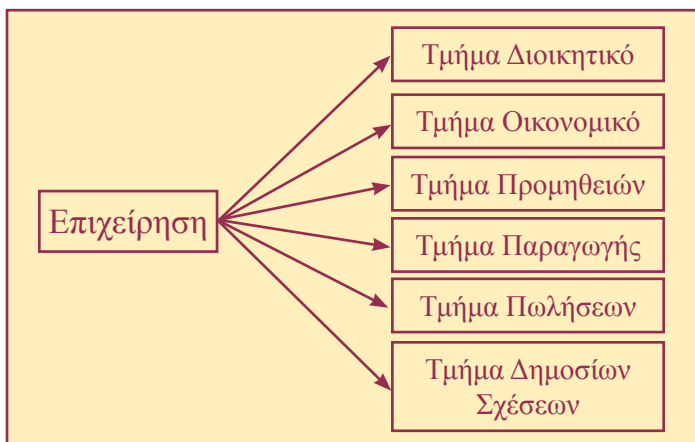 Τμήμα Διοικητικό
Τμήμα Οικονομικό
Τμήμα Προμηθειών
Επιχείρηση
Τμήμα Παραγωγής
Τμήμα Πωλήσεων
Τμήμα Δημοσίων
Σχέσεων